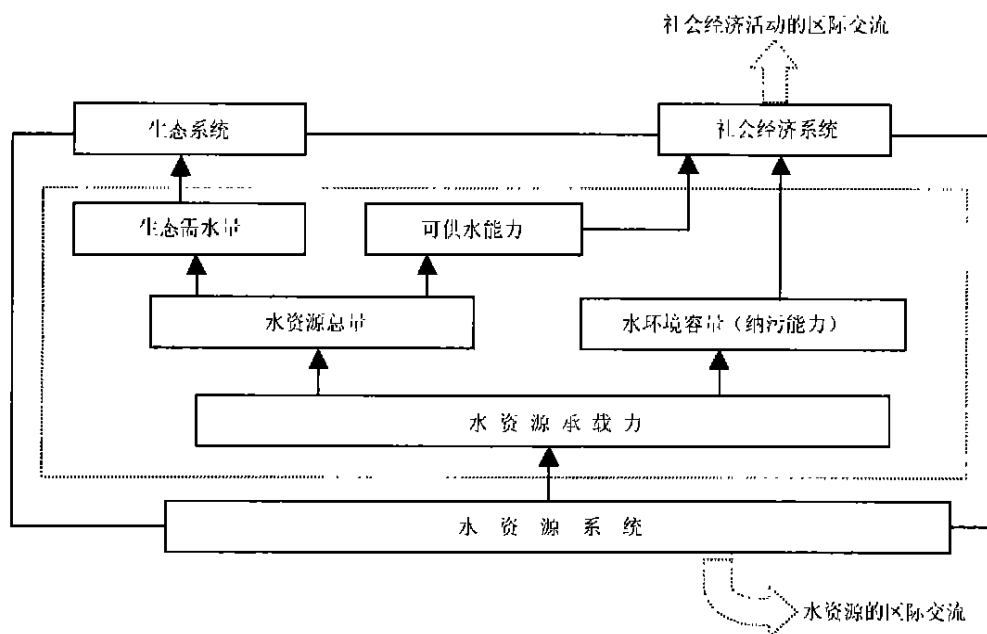 社会经济活动的区际交流
生态系统
社会经济系统
生态需水量
可供水能力
水资源总量
水环境容量（纳污能力）
水资源承载力
水资源系统
水资源的区际交流